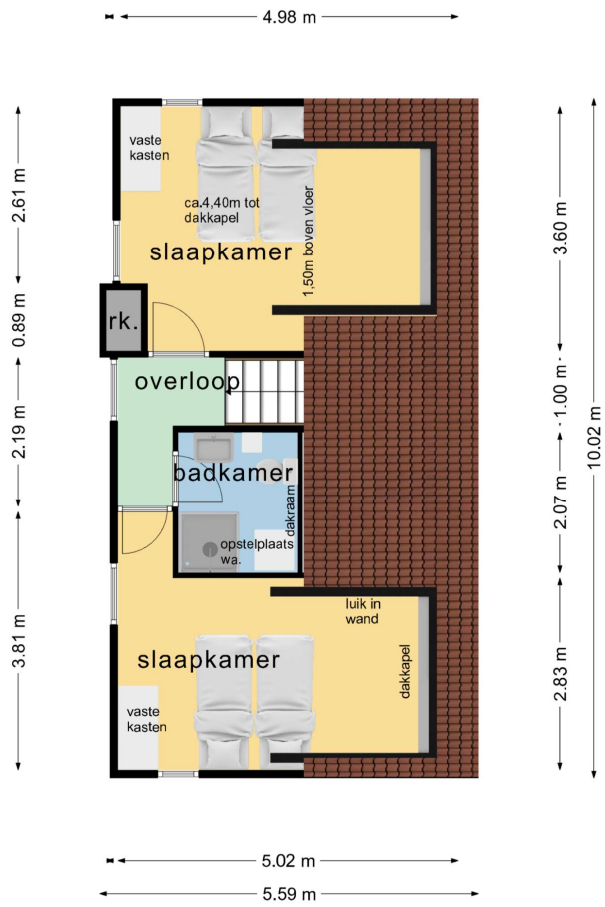 4.98 m
vaste
kasten
ca.4,40m tot
dakkapel
1,50m boven vloer
slaapkamer
2.61 m
3.60 m
0.89 m
rk.
overloop
1.00 m
10.02 m
2.19 m
badkamer
dakraam
opstelplaats
wa.
2.07 m
luik in
wand
slaapkamer
dakkapel
vaste
kasten
3.81 m
2.83 m
5.02 m
5.59 m